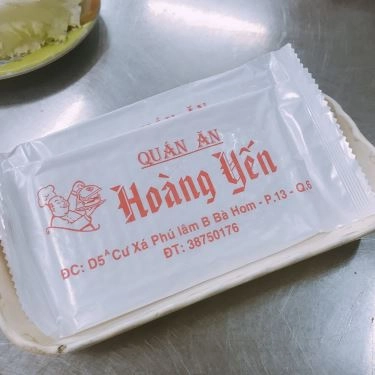 QUÁN ĂN
Hoàng Yến
ĐC: D5^A Cư Xá Phú lâm B Bà Hom - P.13 - Q.6
ĐT: 38750176